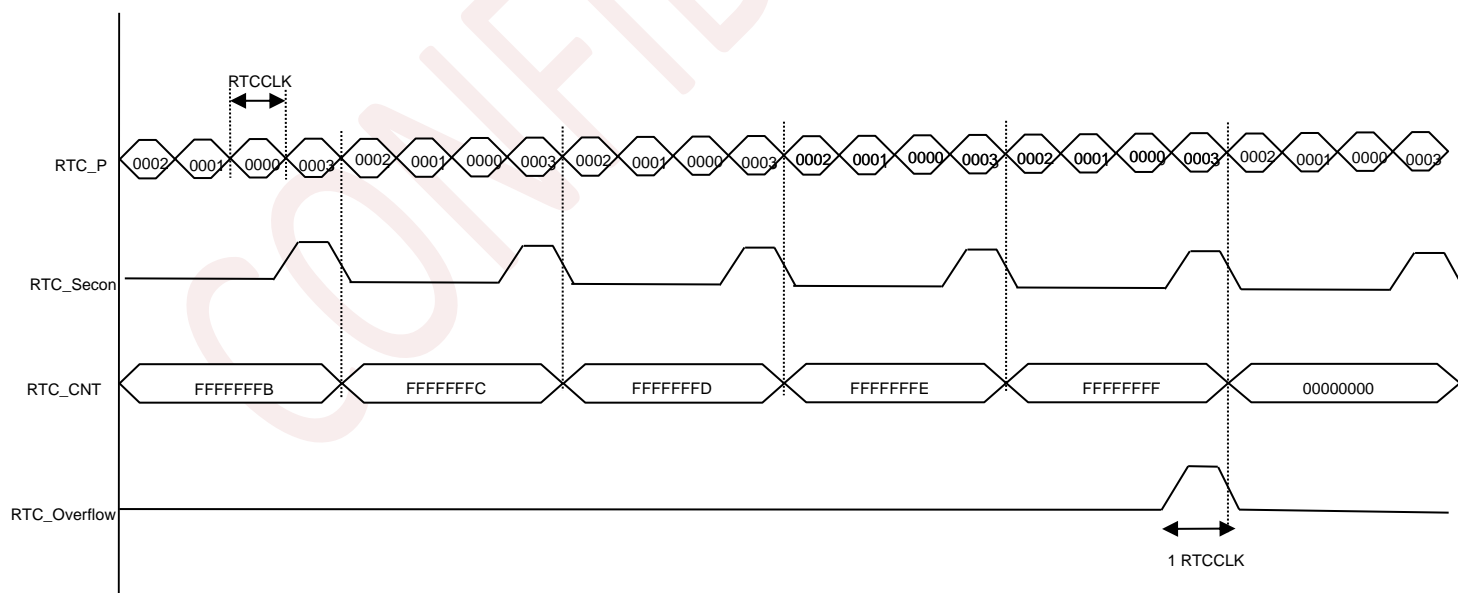 CONFID
RTCCLK
RTC_P
0002 0001 0000 0003 0002 0001 0000 0003 0002 0001 0000 0003 0002 0001 0000 0003 0002 0001 0000 0003 0002 0001 0000 0003
RTC_Secon
RTC_CNT FFFFFFFB FFFFFFFC FFFFFFFD FFFFFFFE FFFFFFFF 00000000
RTC_Overflow
1 RTCCLK